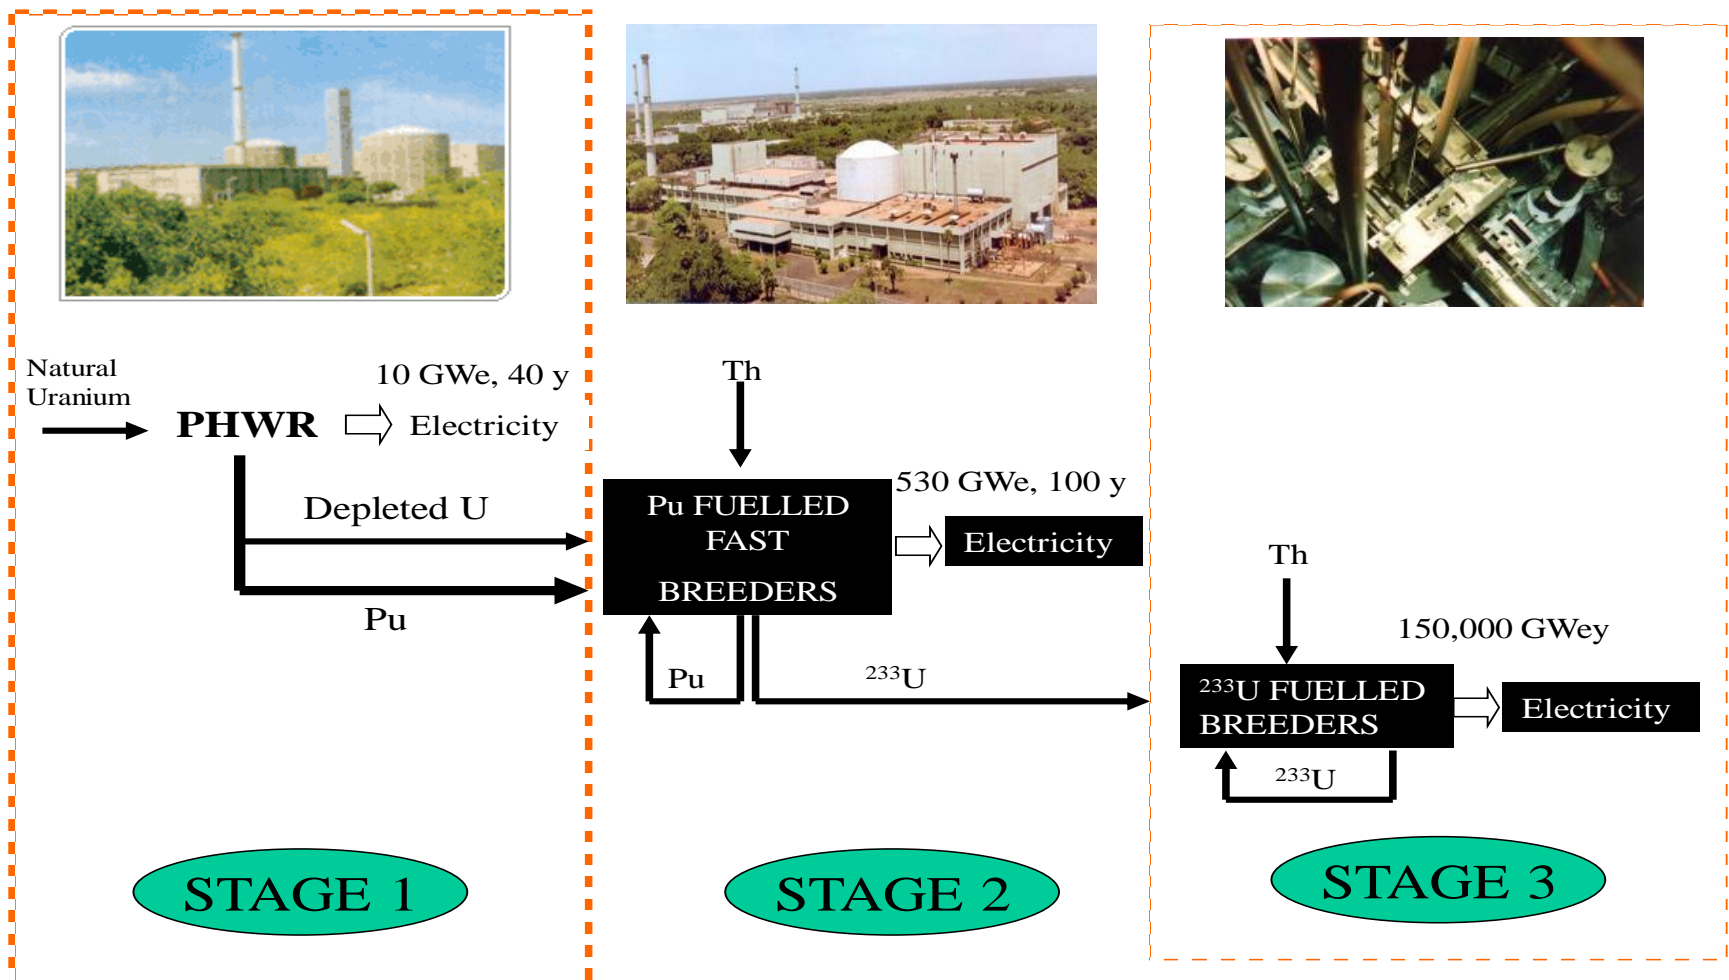 Natural
Uranium
10 GWe, 40 y
PHWR
Electricity
Depleted U
Pu
STAGE 1
Th
530 GWe, 100 y
Pu FUELLED
FAST
BREEDERS
Electricity
Pu
²³³U
STAGE 2
Th
150,000 GWey
²³³U FUELLED
BREEDERS
Electricity
²³³U
STAGE 3